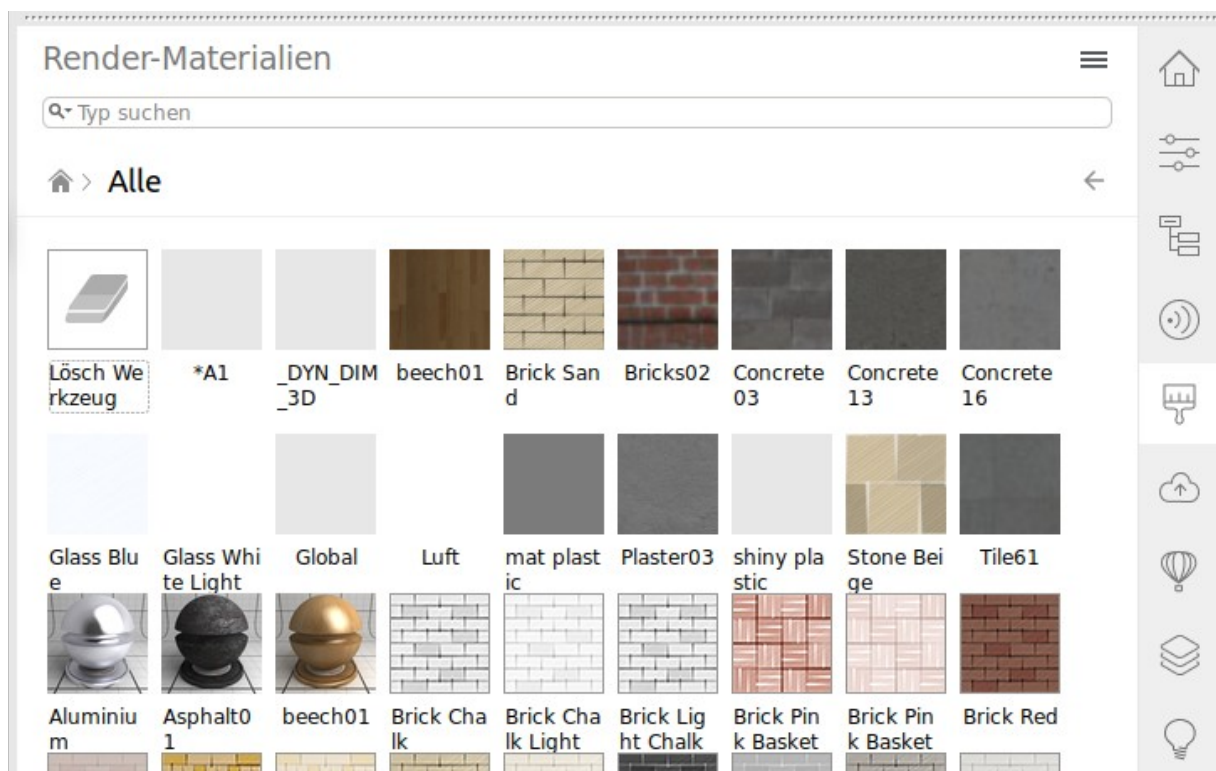 Render-Materialien
Typ suchen
Alle
Lösch We
rkzeug
*A1
_DYN_DIM
_3D
beech01
Brick San
d
Bricks02
Concrete
03
Concrete
13
Concrete
16
Glass Blu
e
Glass Whi
te Light
Global
Luft
mat plast
ic
Plaster03
shiny pla
stic
Stone Bei
ge
Tile61
Aluminiu
m
Asphalt0
1
beech01
Brick Cha
lk
Brick Cha
lk Light
Brick Lig
ht Chalk
Brick Pin
k Basket
Brick Pin
k Basket
Brick Red